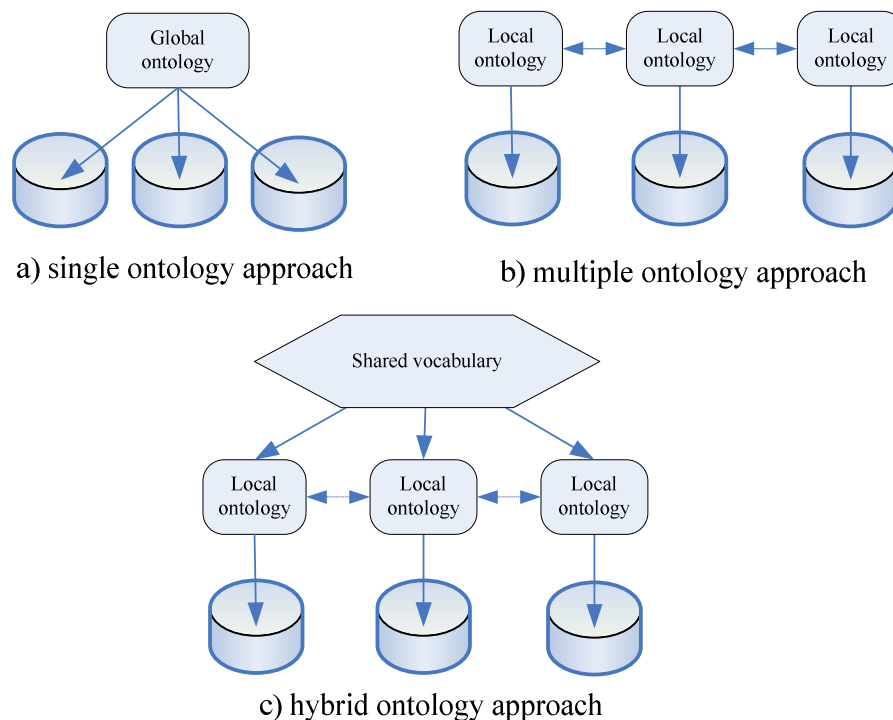 Global
ontology
a) single ontology approach
Local
ontology
Local
ontology
Local
ontology
b) multiple ontology approach
Shared vocabulary
Local
ontology
Local
ontology
Local
ontology
c) hybrid ontology approach